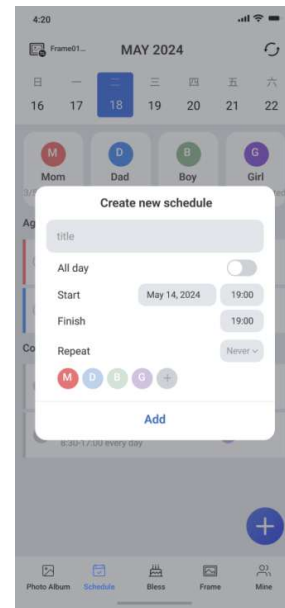 4:20
Frame01...
MAY 2024
日 一 二 三 四 五 六
16 17 18 19 20 21 22
M D B G
Mom Dad Boy Girl
Create new schedule
title
All day
Start May 14, 2024 19:00
Finish 19:00
Repeat Never
M D B G +
Add
8:30-17:00 every day
+
Photo Album Schedule Bless Frame Mine